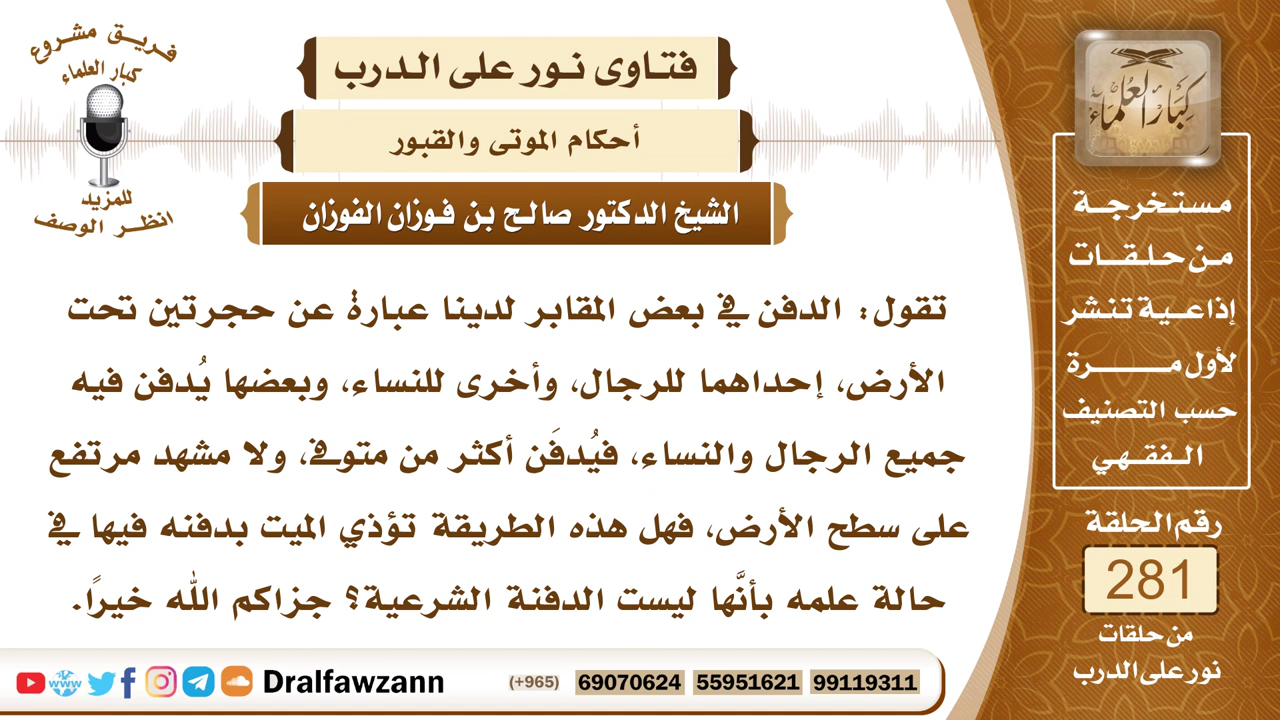 فريق مشروع
كبار العلماء
للمزيد
انظر الوصف
فتاوى نور على الدرب
أحكام الموتى والقبور
الشيخ الدكتور صالح بن فوزان الفوزان
تقول: الدفن في بعض المقابر لدينا عبارةٌ عن حجرتين تحت
الأرض، إحداهما للرجال، وأخرى للنساء، وبعضها يُدفن فيه
جميع الرجال والنساء، فيُدفَن أكثر من متوفى، ولا مشهد مرتفع
على سطح الأرض، فهل هذه الطريقة تؤذي الميت بدفنه فيها في
حالة علمه بأنَّها ليست الدفنة الشرعية؟ جزاكم الله خيرًا.
كبار العلماء
مستخرجة
من حلقات
إذاعية تنشر
لأول مرة
حسب التصنيف
الفقهي
رقم الحلقة
281
من حلقات
نور على الدرب
Dralfawzann (+965) 69070624 55951621 99119311